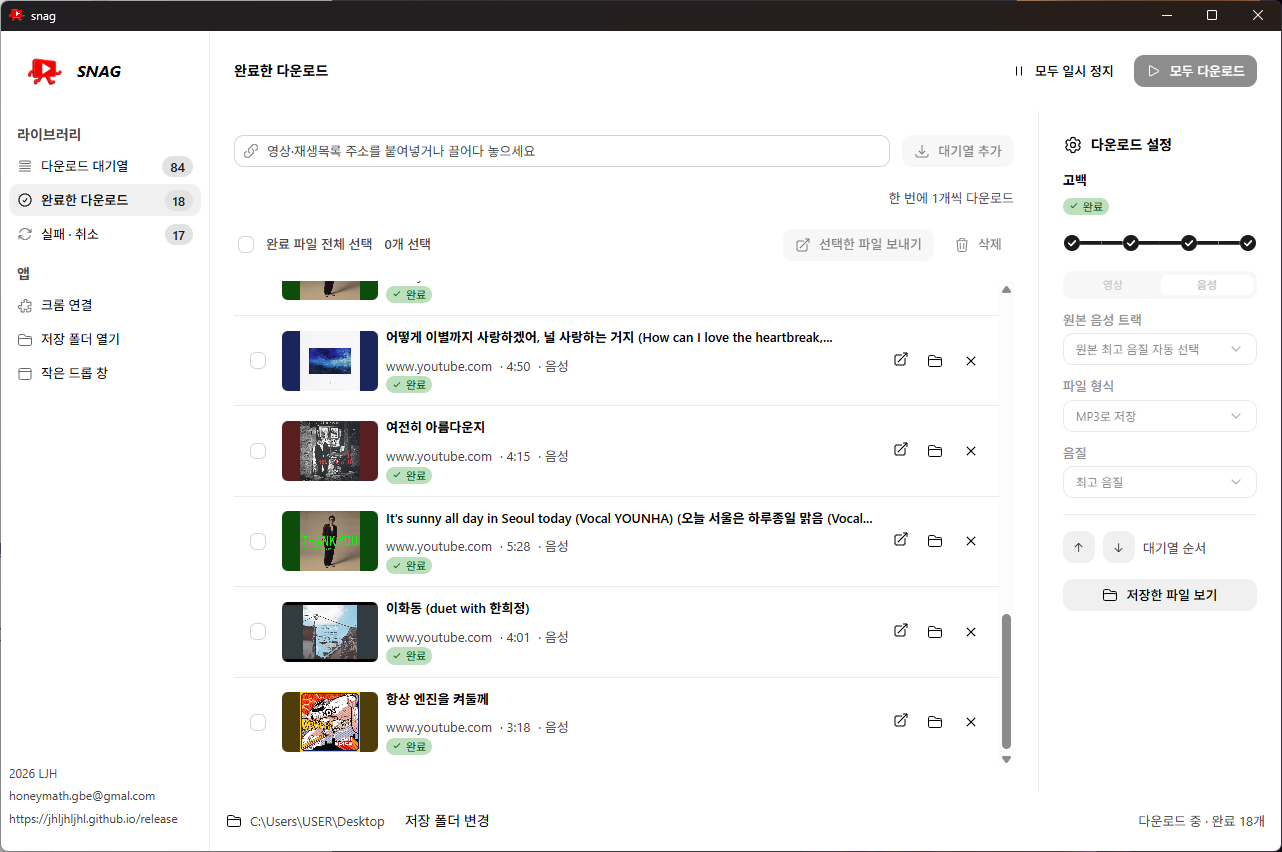 snag
SNAG
라이브러리
다운로드 대기열 84
완료한 다운로드 18
실패 · 취소 17
앱
크롬 연결
저장 폴더 열기
작은 드롭 창
2026 LJH
honeymath.gbe@gmal.com
https://jhljhljhl.github.io/release
완료한 다운로드
모두 일시 정지
모두 다운로드
영상·재생목록 주소를 붙여넣거나 끌어다 놓으세요
대기열 추가
한 번에 1개씩 다운로드
완료 파일 전체 선택 0개 선택
선택한 파일 보내기
삭제
완료
어떻게 이별까지 사랑하겠어, 널 사랑하는 거지 (How can I love the heartbreak,...
www.youtube.com · 4:50 · 음성
완료
여전히 아름다운지
www.youtube.com · 4:15 · 음성
완료
It's sunny all day in Seoul today (Vocal YOUNHA) (오늘 서울은 하루종일 맑음 (Vocal...
THANK YOU
www.youtube.com · 5:28 · 음성
완료
이화동 (duet with 한희정)
www.youtube.com · 4:01 · 음성
완료
항상 엔진을 켜둘께
www.youtube.com · 3:18 · 음성
완료
C:\Users\USER\Desktop 저장 폴더 변경
다운로드 설정
고백
완료
영상 음성
원본 음성 트랙
원본 최고 음질 자동 선택
파일 형식
MP3로 저장
음질
최고 음질
대기열 순서
저장한 파일 보기
다운로드 중 · 완료 18개